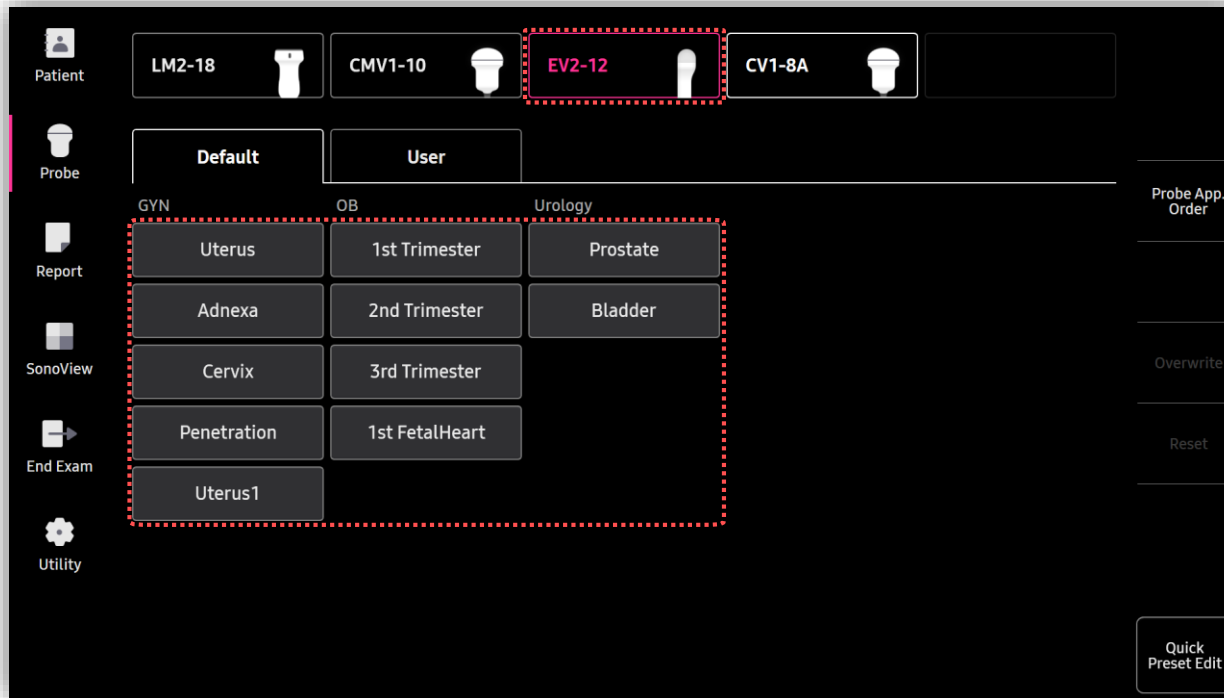 Patient
Probe
Report
SonoView
End Exam
Utility
LM2-18
CMV1-10
EV2-12
CV1-8A
Default
User
GYN
OB
Urology
Uterus
1st Trimester
Prostate
Adnexa
2nd Trimester
Bladder
Cervix
3rd Trimester
Penetration
1st FetalHeart
Uterus1
Probe App.
Order
Overwrite
Reset
Quick
Preset Edit